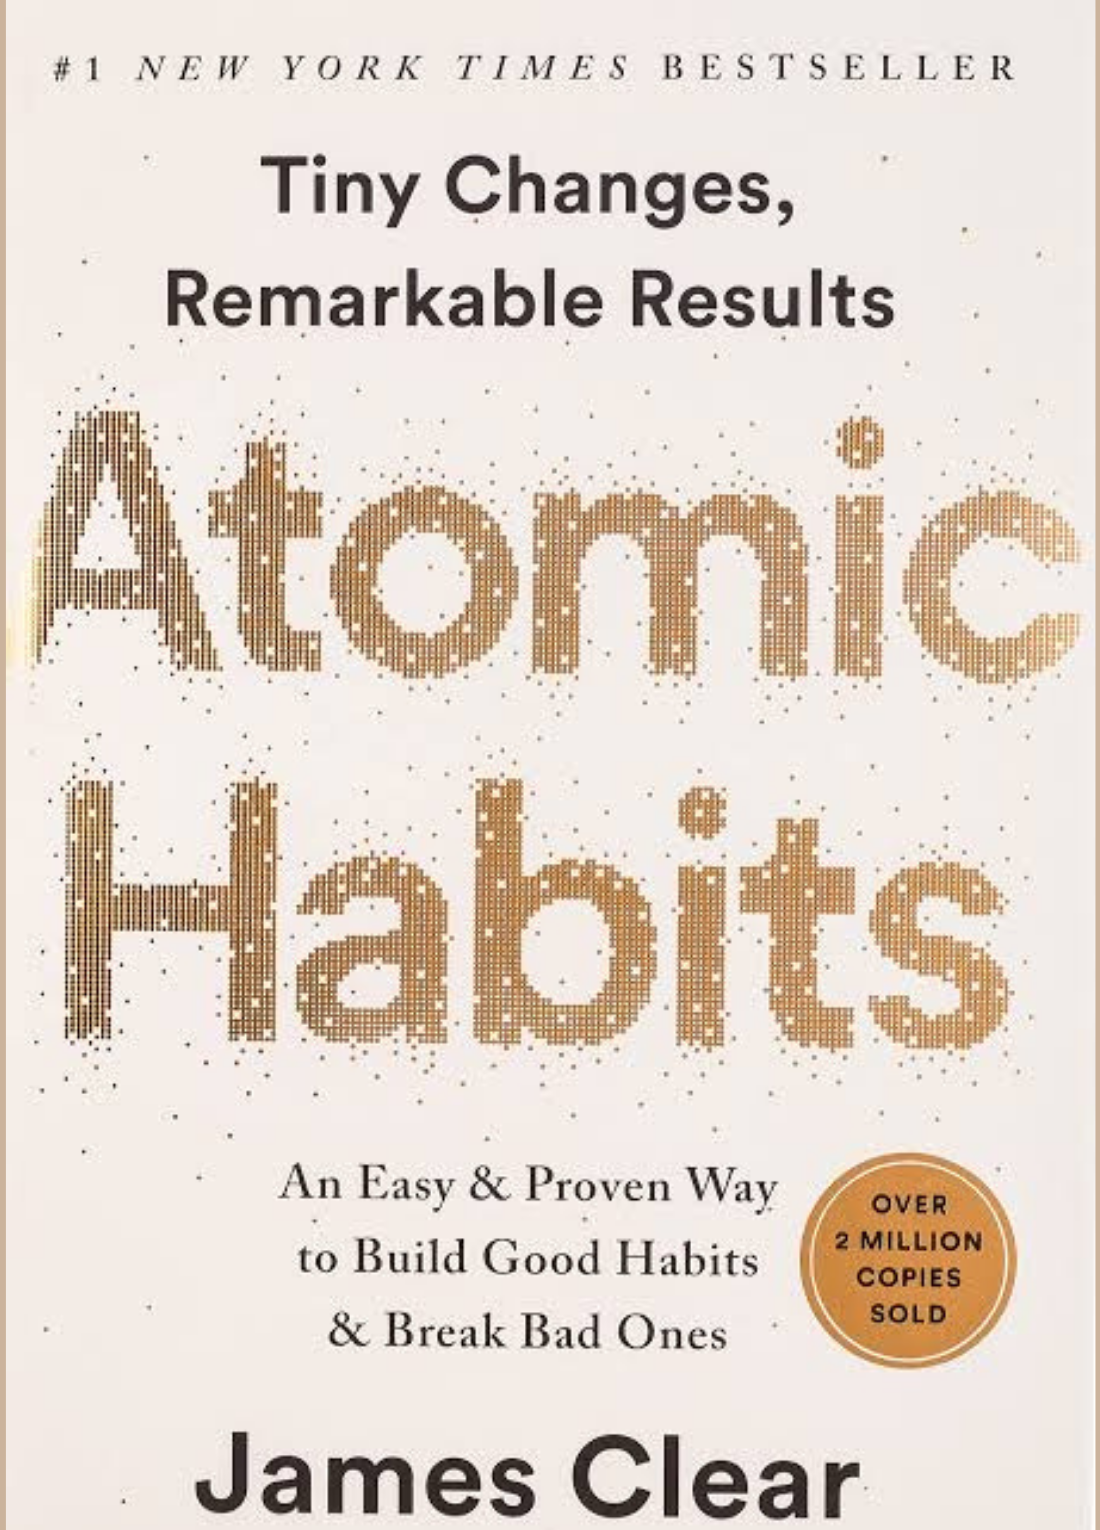 #1 NEW YORK TIMES BESTSELLER
Tiny Changes,
Remarkable Results
Atomic
Habits
An Easy & Proven Way
to Build Good Habits
& Break Bad Ones
OVER
2 MILLION
COPIES
SOLD
James Clear